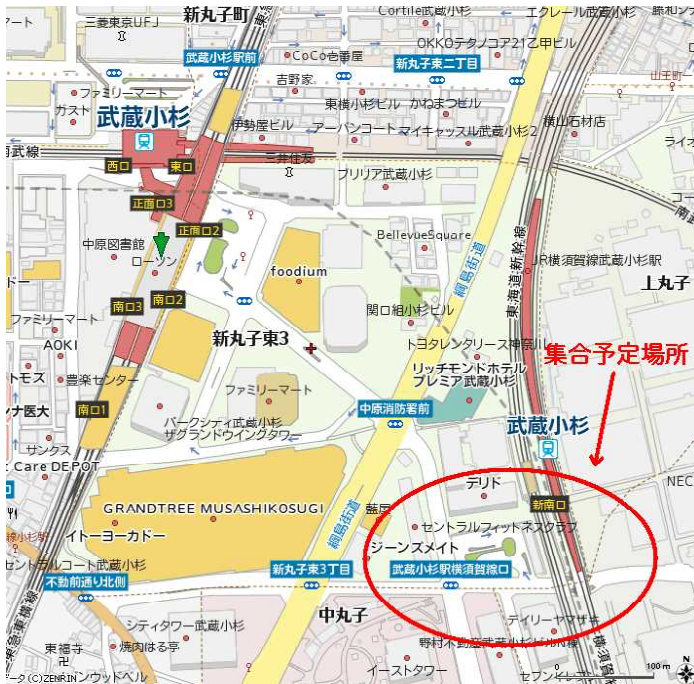 新丸子町
Cortile武蔵小杉
エクレール武蔵小杉
三菱東京UFJ
武蔵小杉駅前
CoCo壱番屋
OKKOテクノコア21乙甲ビル
吉野家
新丸子東二丁目
山王町
ファミリーマート
ガスト
武蔵小杉
東横小杉ビル
かねまつビル
伊勢屋ビル
アーバンコート
マイキャッスル武蔵小杉2
横山石材店
西口
東口
三井住友
ブリリア武蔵小杉
正面口3
正面口2
中原図書館
ローソン
BellevueSquare
綱島街道
東海道新幹線
JR横須賀線武蔵小杉駅
上丸子
foodium
南口3
南口2
関口組小杉ビル
ファミリーマート
新丸子東3
トヨタレンタリース神奈川
集合予定場所
AOKI
リッチモンドホテル
プレミア武蔵小杉
豊楽センター
ファミリーマート
南口1
中原消防署前
武蔵小杉
パークシティ武蔵小杉
ザグランドウイングタワー
サンクス
Care DEPOT
デリド
NEC
新南口
GRANDTREE MUSASHIKOSUGI
藍屋
セントラルフィットネスクラブ
綱島街道
イトーヨーカドー
ジーンズメイト
セントラルコート武蔵小杉
新丸子東3丁目
武蔵小杉駅横須賀線口
不動前通り北側
中丸子
シティタワー武蔵小杉
デイリーヤマザキ
東福寺
焼肉はる亭
イーストタワー
0
100 m
N
(C)ZENRIN